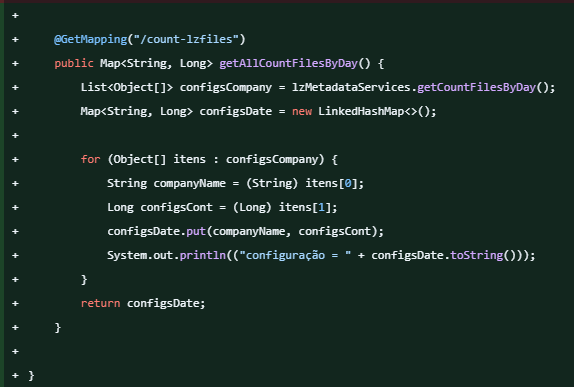 +
+     @GetMapping("/count-lzfiles")
+     public Map<String, Long> getAllCountFilesByDay() {
+         List<Object[]> configsCompany = lzMetadataServices.getCountFilesByDay();
+         Map<String, Long> configsDate = new LinkedHashMap<>();
+
+         for (Object[] itens : configsCompany) {
+             String companyName = (String) itens[0];
+             Long configsCont = (Long) itens[1];
+             configsDate.put(companyName, configsCont);
+             System.out.println(("configuração = " + configsDate.toString()));
+         }
+         return configsDate;
+     }
+
+ }